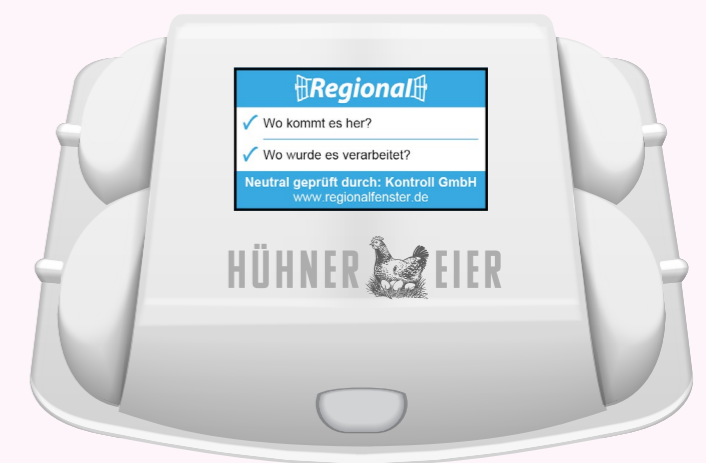 Regional
Wo kommt es her?
Wo wurde es verarbeitet?
Neutral geprüft durch: Kontroll GmbH
www.regionalfenster.de
HÜHNER EIER